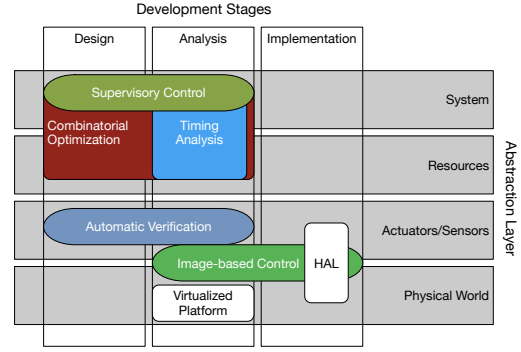 Development Stages
Design
Analysis
Implementation
Supervisory Control
System
Combinatorial
Optimization
Timing
Analysis
Resources
Abstraction Layer
Automatic Verification
Actuators/Sensors
Image-based Control
HAL
Virtualized
Platform
Physical World